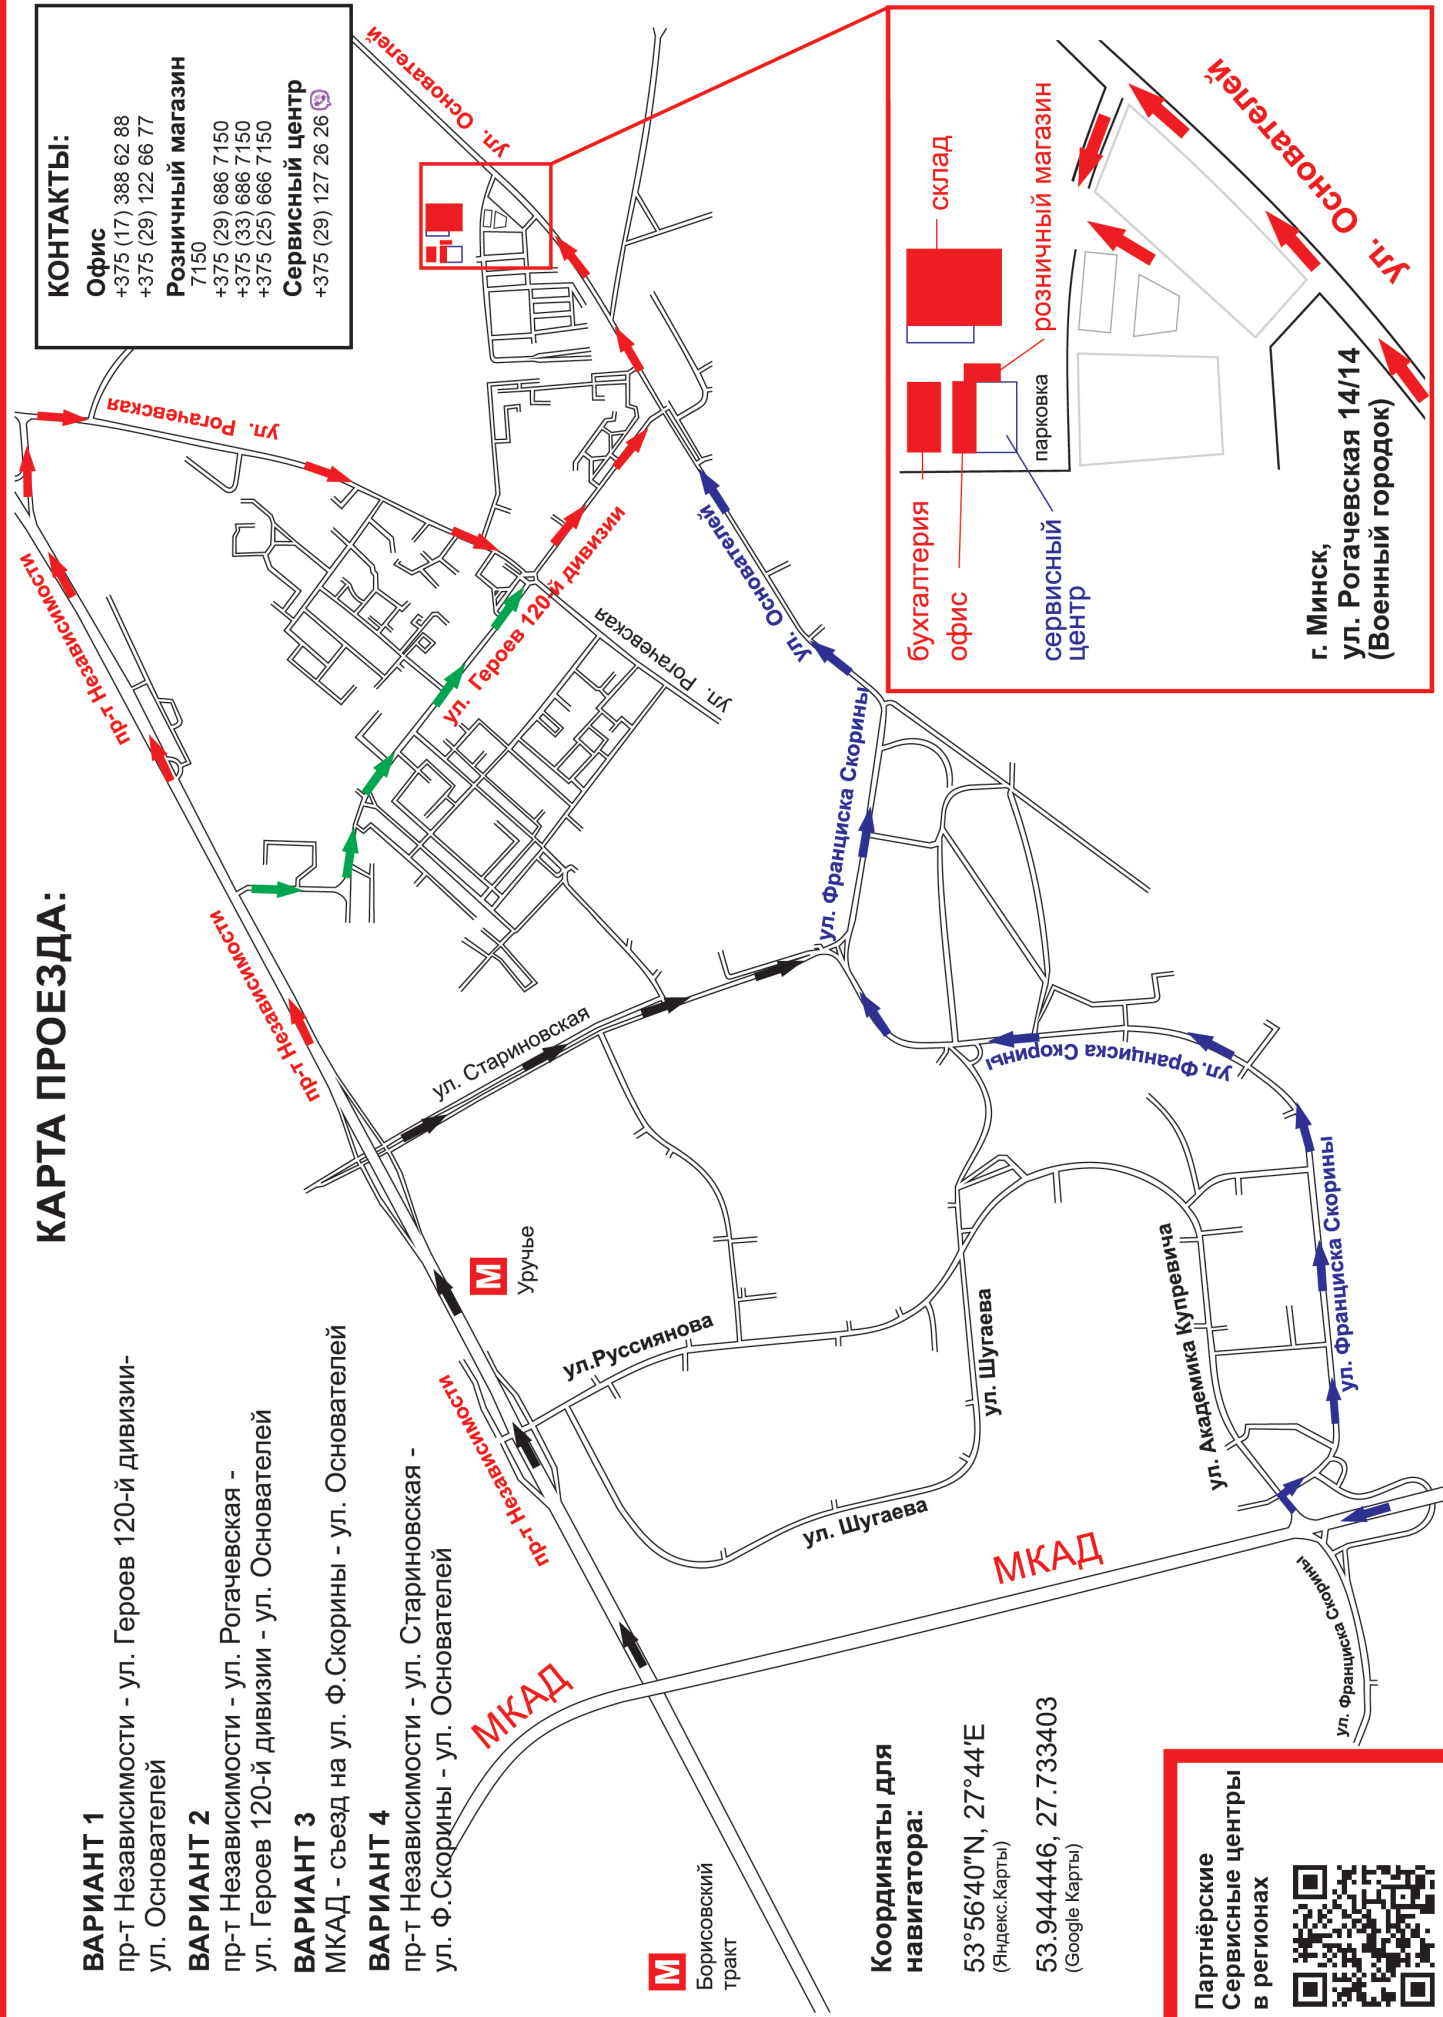 КАРТА ПРОЕЗДА:
ВАРИАНТ 1
пр-т Независимости - ул. Героев 120-й дивизии-
ул. Основателей
ВАРИАНТ 2
пр-т Независимости - ул. Рогачевская -
ул. Героев 120-й дивизии - ул. Основателей
ВАРИАНТ 3
МКАД - съезд на ул. Ф.Скорины - ул. Основателей
ВАРИАНТ 4
пр-т Независимости - ул. Стариновская -
ул. Ф.Скорины - ул. Основателей
КОНТАКТЫ:
Офис
+375 (17) 388 62 88
+375 (29) 122 66 77
Розничный магазин
7150
+375 (29) 686 7150
+375 (33) 686 7150
+375 (25) 666 7150
Сервисный центр
+375 (29) 127 26 26
пр-т Независимости
пр-т Независимости
пр-т Независимости
ул. Рогачевская
ул. Основателей
ул. Героев 120-й дивизии
ул. Рогачевская
ул. Стариновская
М
Уручье
ул.Руссиянова
ул. Основателей
ул. Франциска Скорины
ул. Франциска Скорины
ул. Шугаева
ул. Шугаева
ул. Академика Купревича
ул. Франциска Скорины
ул. Франциска Скорины
МКАД
МКАД
М
Борисовский
тракт
Координаты для
навигатора:
53°56'40"N, 27°44'E
(Яндекс.Карты)
53.944446, 27.733403
(Google Карты)
Партнёрские
Сервисные центры
в регионах
склад
розничный магазин
бухгалтерия
офис
парковка
сервисный
центр
ул. Основателей
г. Минск,
ул. Рогачевская 14/14
(Военный городок)